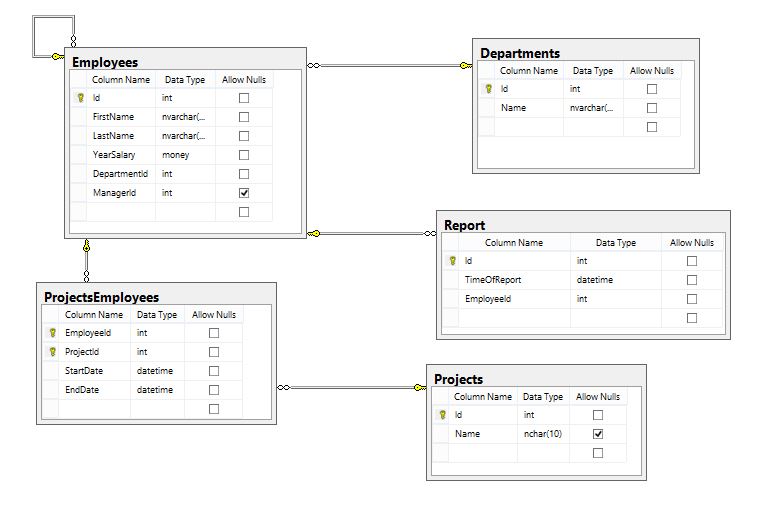 Employees
Column Name Data Type Allow Nulls
Id int
FirstName nvarchar(...
LastName nvarchar(...
YearSalary money
DepartmentId int
ManagerId int
Departments
Column Name Data Type Allow Nulls
Id int
Name nvarchar(...
Report
Column Name Data Type Allow Nulls
Id int
TimeOfReport datetime
EmployeeId int
ProjectsEmployees
Column Name Data Type Allow Nulls
EmployeeId int
ProjectId int
StartDate datetime
EndDate datetime
Projects
Column Name Data Type Allow Nulls
Id int
Name nchar(10)